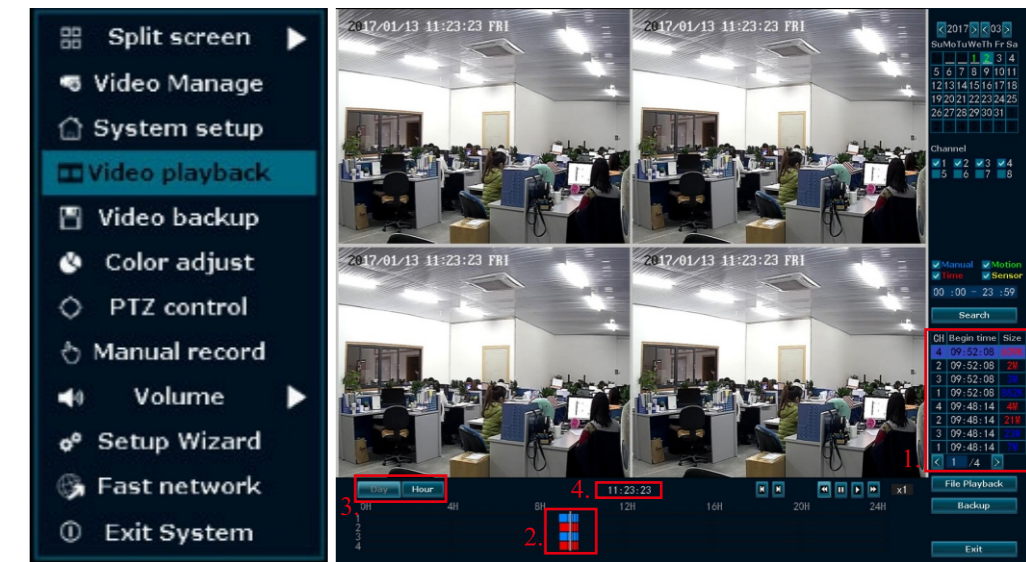 Split screen
Video Manage
System setup
Video playback
Video backup
Color adjust
PTZ control
Manual record
Volume
Setup Wizard
Fast network
Exit System
2017/01/13 11:23:23 FRI
2017/01/13 11:23:23 FRI
2017/01/13 11:23:23 FRI
2017/01/13 11:23:23 FRI
< 2017 > < 03 >
Su Mo Tu We Th Fr Sa
1 2 3 4
5 6 7 8 9 10 11
12 13 14 15 16 17 18
19 20 21 22 23 24 25
26 27 28 29 30 31
Channel
1 2 3 4
5 6 7 8
Manual Motion
Time Sensor
00 :00 - 23 :59
Search
CH Begin time Size
4 09:52:08
2 09:52:08 2M
3 09:52:08
1 09:52:08
4 09:48:14 4M
2 09:48:14 21M
3 09:48:14
1 09:48:14
1.
< 1 /4 >
File Playback
Backup
Exit
3.
Day Hour
4.
11:23:23
x1
0H 4H 8H 12H 16H 20H 24H
2.
1
2
3
4